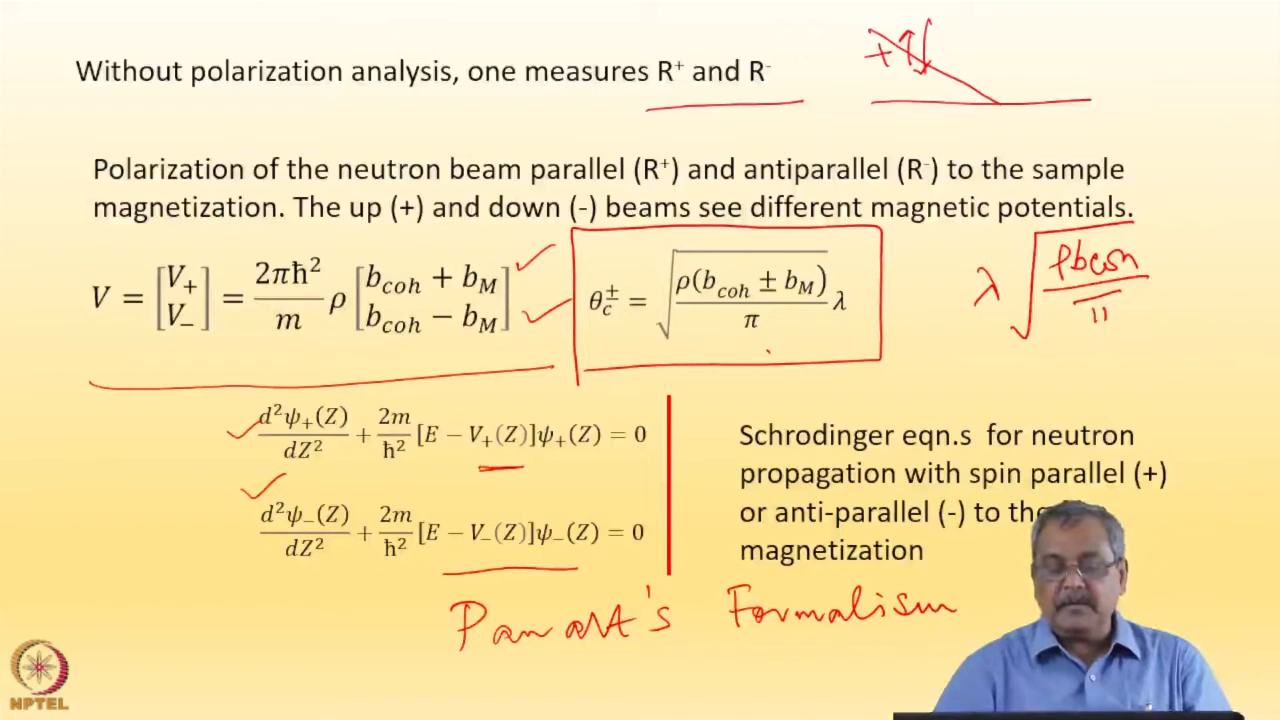 Without polarization analysis, one measures R⁺ and R⁻
+ ↑
Polarization of the neutron beam parallel (R⁺) and antiparallel (R⁻) to the sample
magnetization. The up (+) and down (-) beams see different magnetic potentials.
V = [V₊ V₋] = 2πħ²/m ρ [b_coh + b_M b_coh − b_M]
θ_c^± = √(ρ(b_coh ± b_M)/π) λ
λ √(ρb_coh/π)
d²ψ₊(Z)/dZ² + 2m/ħ² [E − V₊(Z)]ψ₊(Z) = 0
d²ψ₋(Z)/dZ² + 2m/ħ² [E − V₋(Z)]ψ₋(Z) = 0
Schrodinger eqn.s for neutron
propagation with spin parallel (+)
or anti-parallel (-) to the
magnetization
Parratt's Formalism
NPTEL